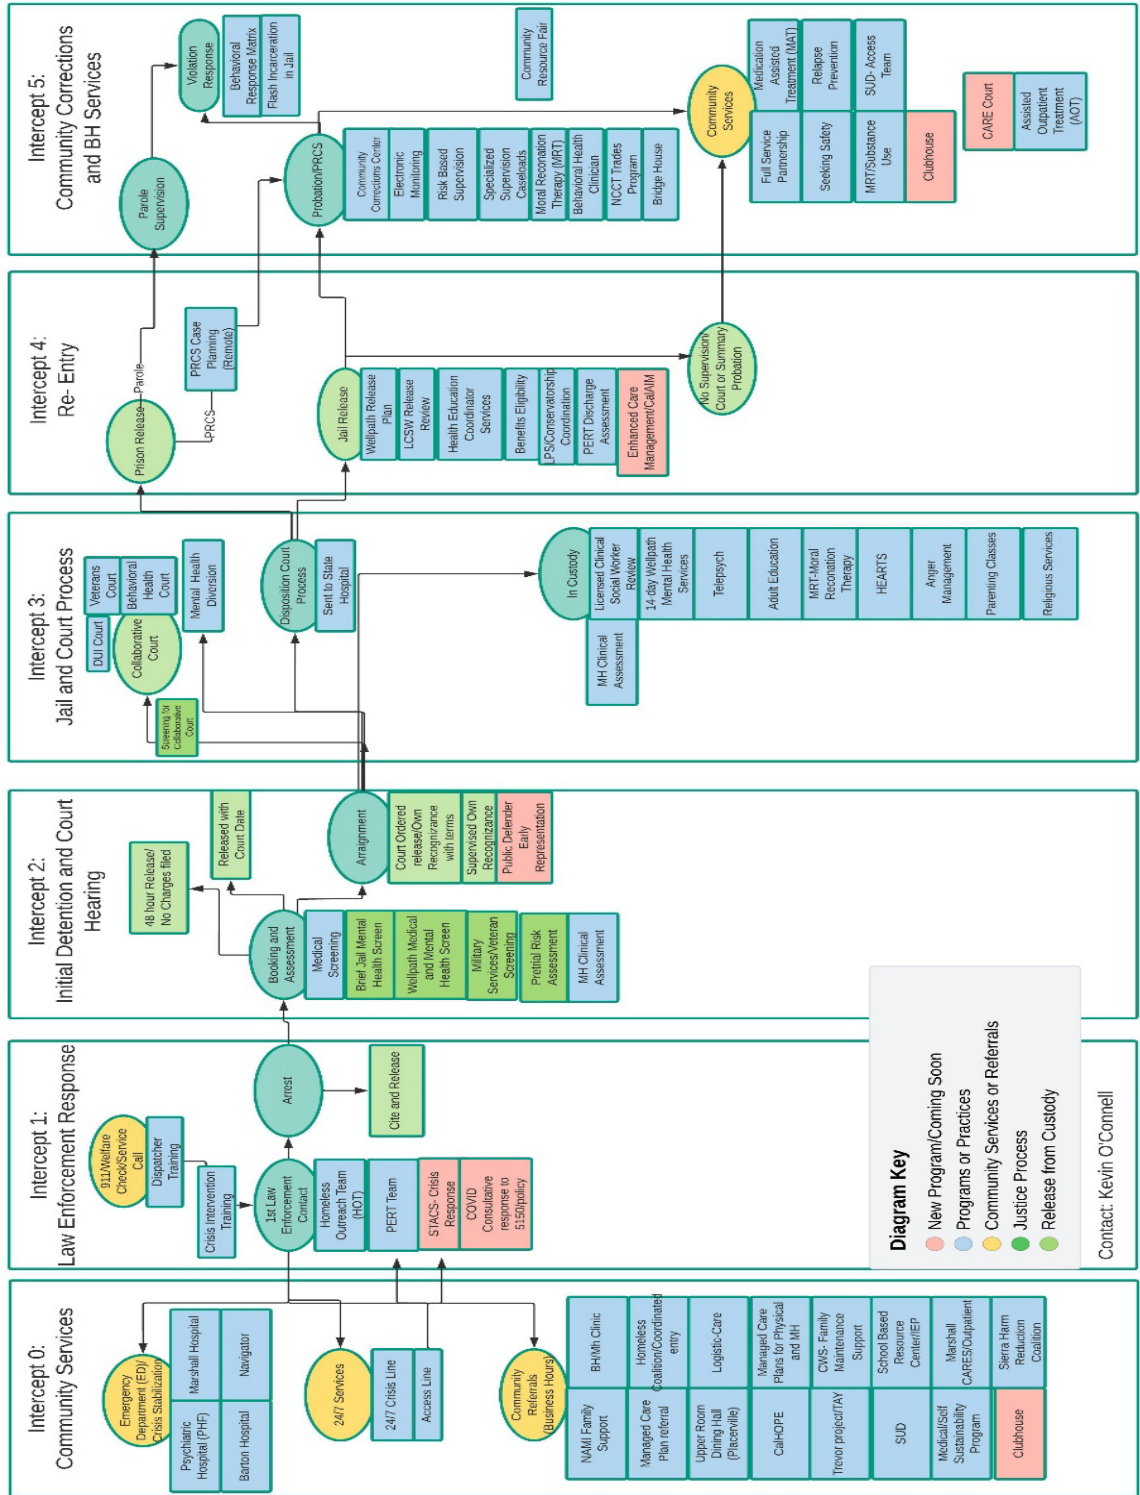 Intercept 0:
Community Services
Emergency
Department (ED)/
Crisis Stabilization
Psychiatric
Hospital (PHF)
Marshall Hospital
Barton Hospital
Navigator
24/7 Services
24/7 Crisis Line
Access Line
Community
Referrals
(Business Hours)
NAMI Family
Support
BH/Mh Clinic
Managed Care
Plan referral
Homeless
Coalition/Coordinated
entry
Upper Room
Dining Hall
(Placerville)
Logistic-Care
CalHOPE
Managed Care
Plans for Physical
and MH
Trevor project/TAY
CWS- Family
Maintenance
Support
SUD
School Based
Resource
Center/IEP
Medical/Self
Sustainability
Program
Marshall
CARES/Outpatient
Clubhouse
Sierra Harm
Reduction
Coalition
Intercept 1:
Law Enforcement Response
911/Welfare
Check/Service
Call
Dispatcher
Training
Crisis Intervention
Training
1st Law
Enforcement
Contact
Homeless
Outreach Team
(HOT)
PERT Team
STACS- Crisis
Response
COVID
Consultative
response to
5150/policy
Arrest
Cite and Release
Intercept 2:
Initial Detention and Court
Hearing
48 hour Release/
No Charges filed
Released with
Court Date
Booking and
Assessment
Medical
Screening
Brief Jail Mental
Health Screen
Wellpath Medical
and Mental
Health Screen
Military
Services/Veteran
Screening
Pretrial Risk
Assessment
MH Clinical
Assessment
Arraignment
Court Ordered
release/Own
Recognizance
with terms
Supervised Own
Recognizance
Public Defender
Early
Representation
Intercept 3:
Jail and Court Process
DUI Court
Veterans
Court
Behavioral
Health
Court
Collaborative
Court
Screening for
Collaborative
Court
Mental Health
Diversion
Disposition Court
Process
Sent to State
Hospital
In Custody
MH Clinical
Assessment
Licensed Clinical
Social Worker
Review
14-day Wellpath
Mental Health
Services
Telepsych
Adult Education
MRT-Moral
Reconation
Therapy
HEARTS
Anger
Management
Parenting Classes
Religious Services
Intercept 4:
Re- Entry
Prison Release
Parole
PRCS
PRCS Case
Planning
(Remote)
Jail Release
Wellpath Release
Plan
LCSW Release
Review
Health Education
Coordinator
Services
Benefits Eligibility
LPS/Conservatorship
Coordination
PERT Discharge
Assessment
Enhanced Care
Management/CalAIM
No Supervision/
Court or Summary
Probation
Intercept 5:
Community Corrections
and BH Services
Parole
Supervision
Violation
Response
Behavioral
Response Matrix
Flash Incarceration
in Jail
Probation/PRCS
Community
Corrections Center
Electronic
Monitoring
Risk Based
Supervision
Specialized
Supervision
Caseloads
Moral Reconation
Therapy (MRT)
Behavioral Health
Clinician
NCCT Trades
Program
Bridge House
Community
Resource Fair
Community
Services
Full Service
Partnership
Medication
Assisted
Treatment (MAT)
Seeking Safety
Relapse
Prevention
MRT/Substance
Use
SUD- Access
Team
Clubhouse
CARE Court
Assisted
Outpatient
Treatment
(AOT)
Diagram Key
New Program/Coming Soon
Programs or Practices
Community Services or Referrals
Justice Process
Release from Custody
Contact: Kevin O'Connell